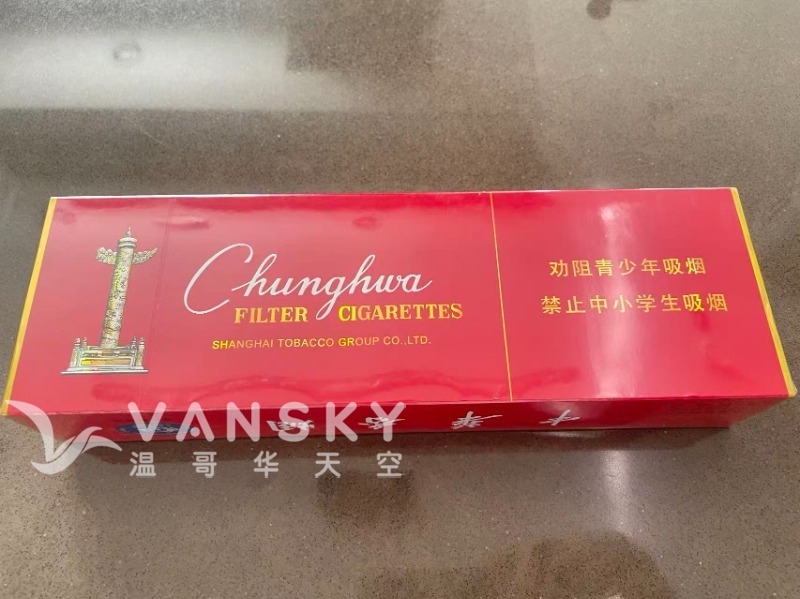 Chunghwa
FILTER CIGARETTES
SHANGHAI TOBACCO GROUP CO.,LTD.
劝阻青少年吸烟
禁止中小学生吸烟
VANSKY
温哥华天空